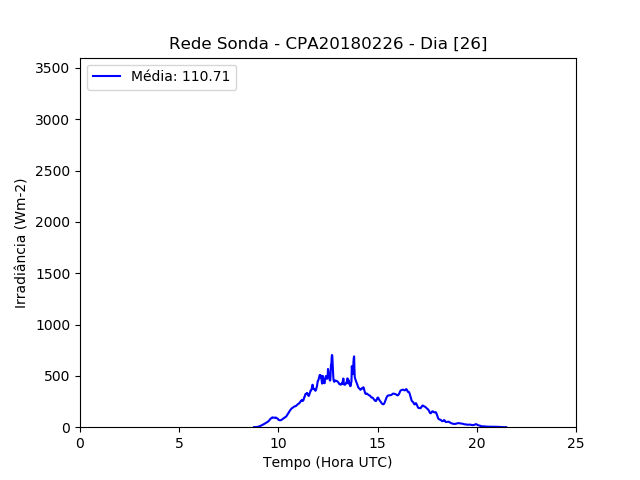 Rede Sonda - CPA20180226 - Dia [26]
Média: 110.71
3500
3000
2500
2000
1500
1000
500
0
Irradiância (Wm-2)
0 5 10 15 20 25
Tempo (Hora UTC)